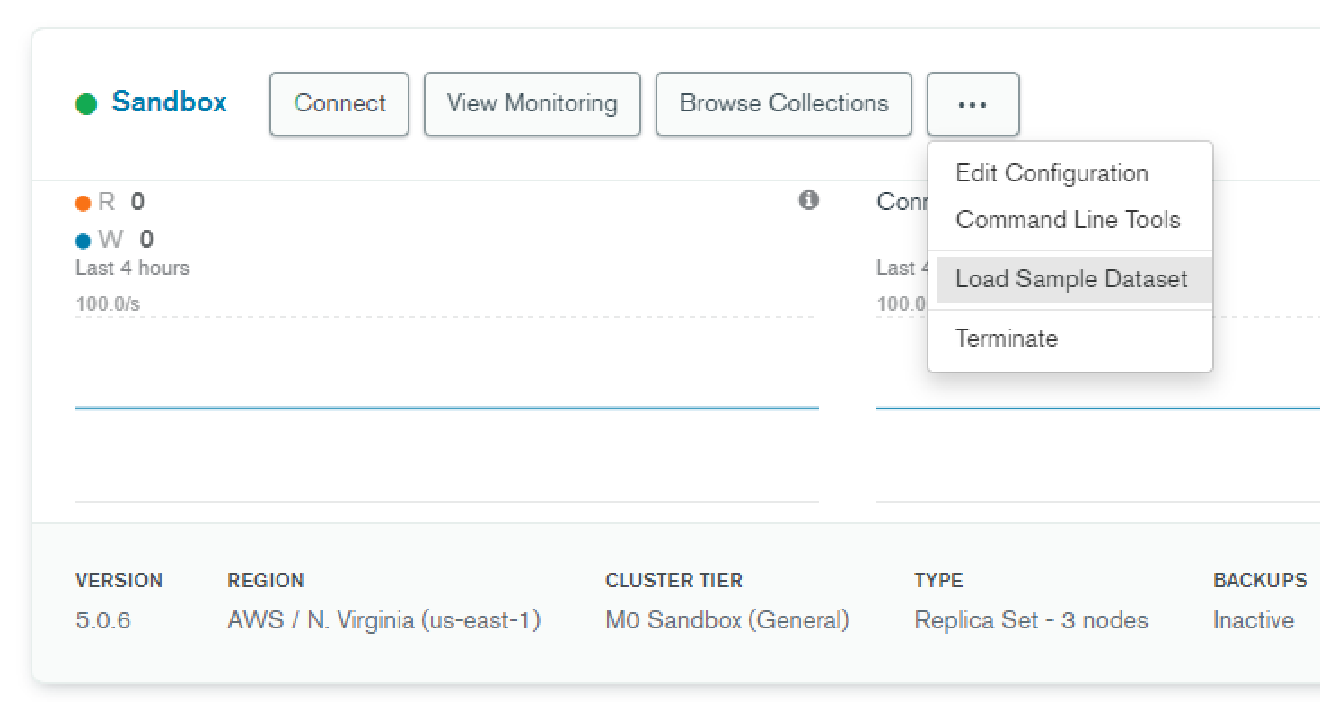 Sandbox Connect View Monitoring Browse Collections ...
Edit Configuration
R 0
Command Line Tools
W 0
Last 4 hours
Last
Load Sample Dataset
100.0/s
100.0
Terminate
VERSION REGION CLUSTER TIER TYPE BACKUPS
5.0.6 AWS / N. Virginia (us-east-1) M0 Sandbox (General) Replica Set - 3 nodes Inactive